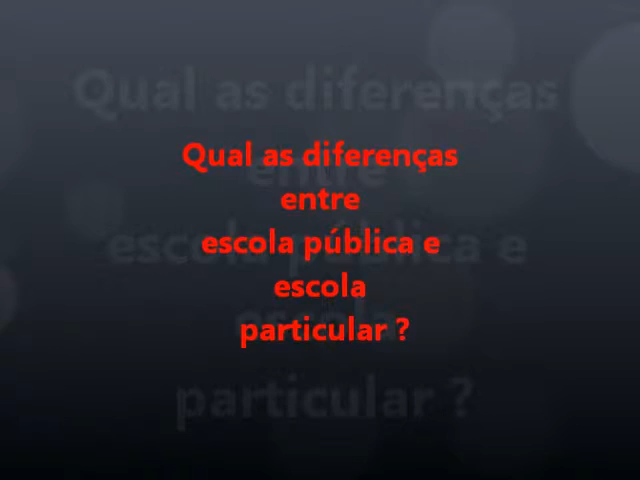 Qual as diferenças
entre
escola pública e
escola
particular ?